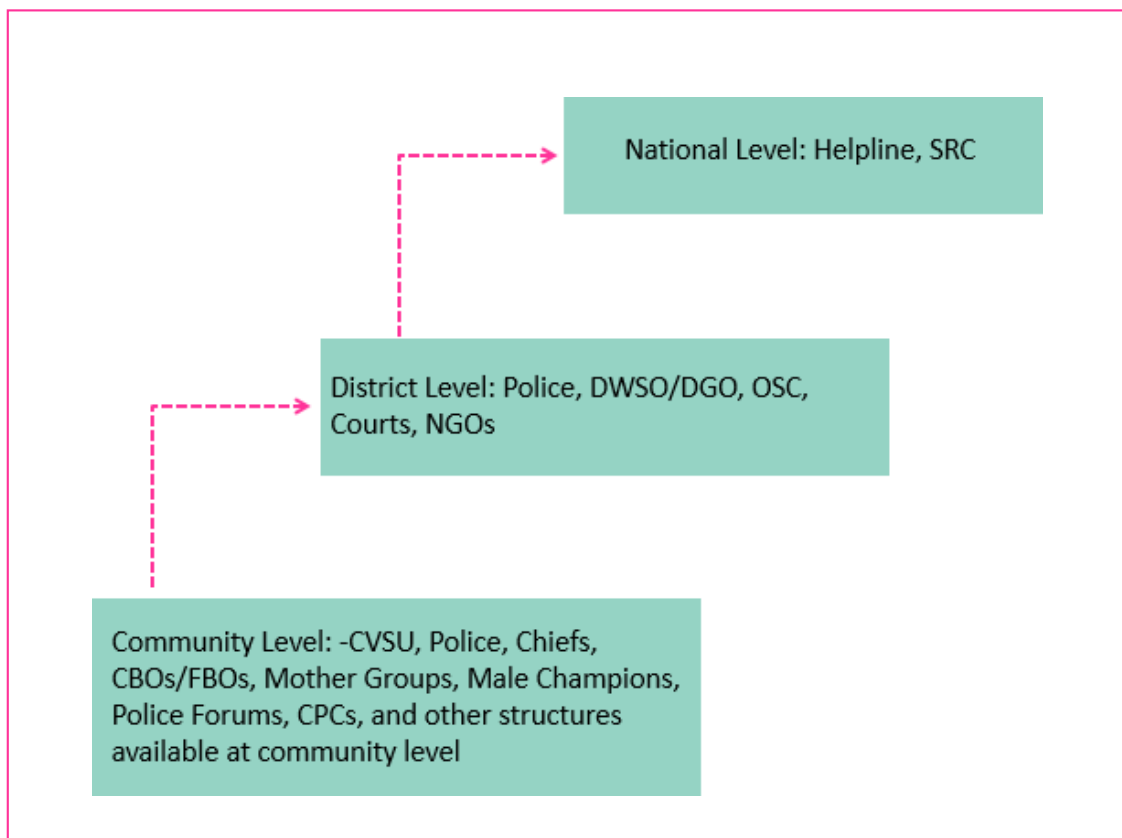 National Level: Helpline, SRC
District Level: Police, DWSO/DGO, OSC,
Courts, NGOs
Community Level: -CVSU, Police, Chiefs,
CBOs/FBOs, Mother Groups, Male Champions,
Police Forums, CPCs, and other structures
available at community level